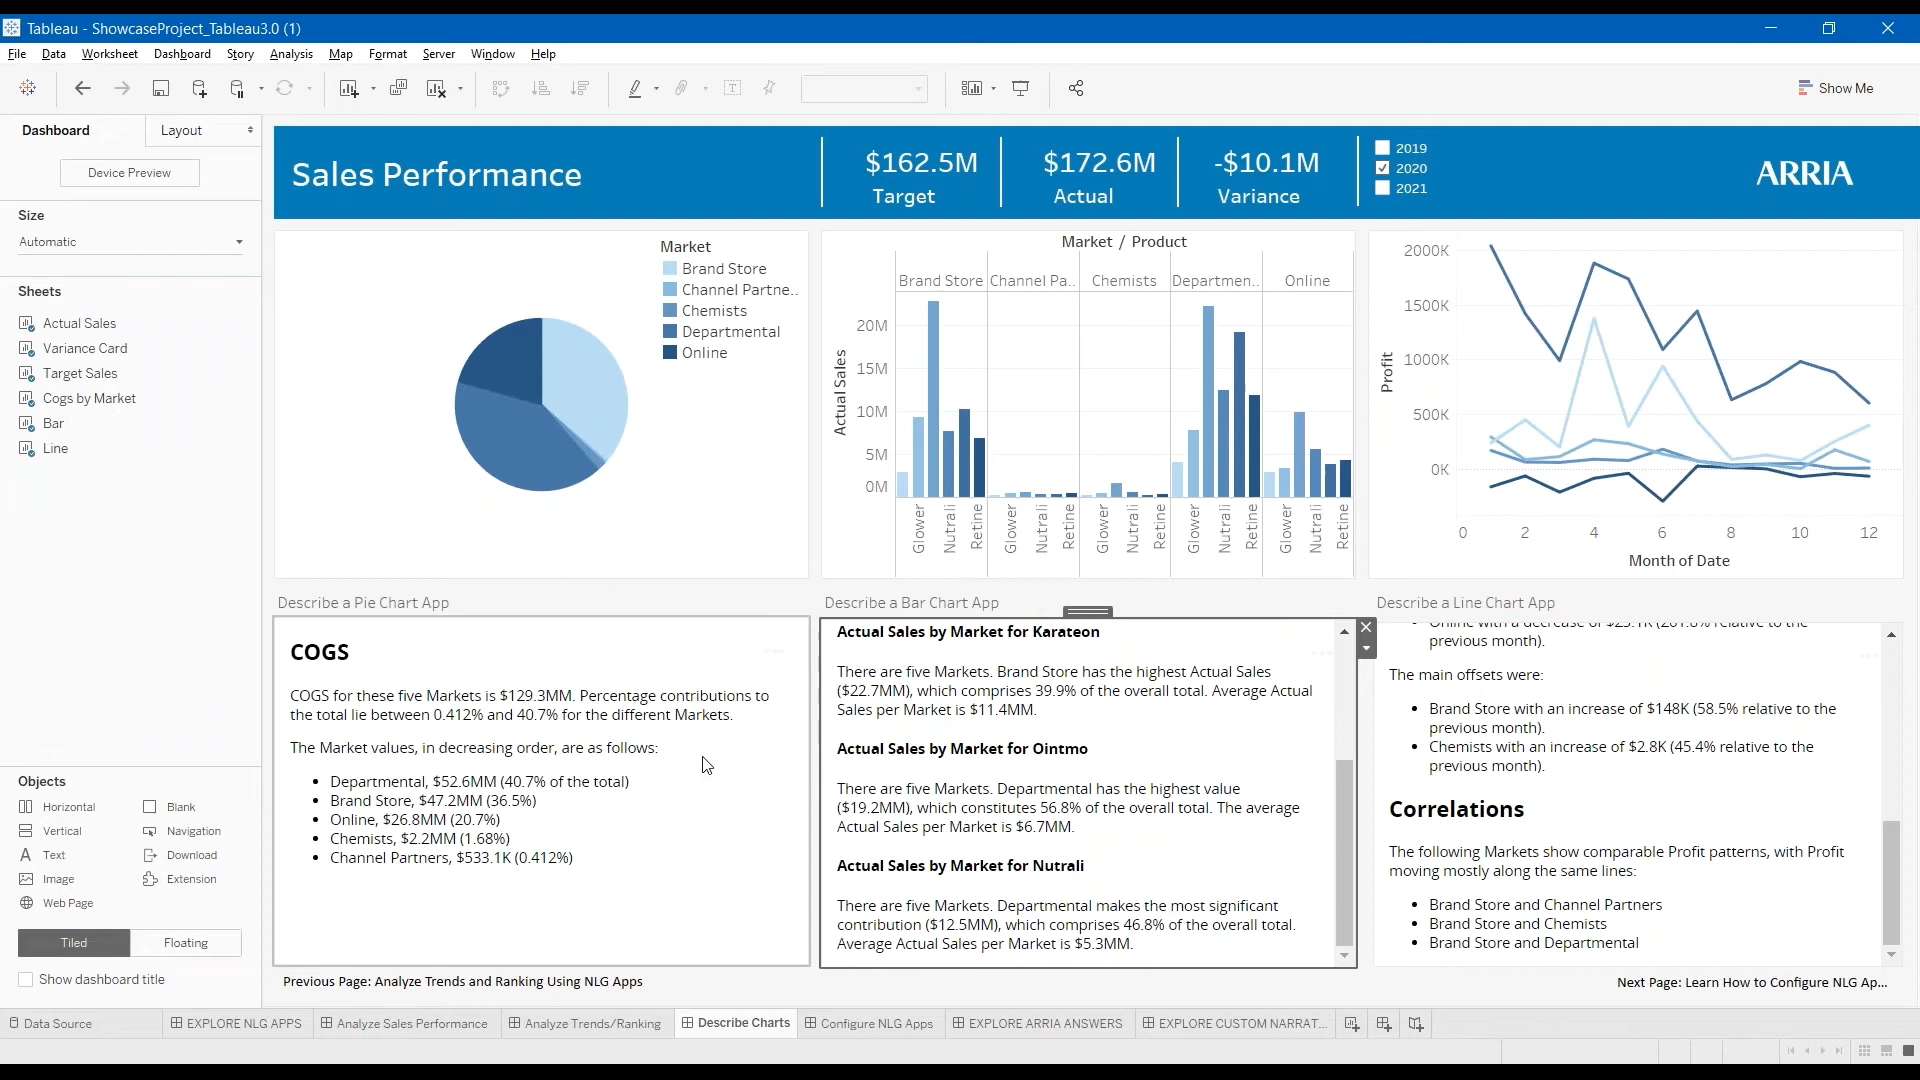 Tableau - ShowcaseProject_Tableau3.0 (1)
File Data Worksheet Dashboard Story Analysis Map Format Server Window Help
Show Me
Dashboard Layout
Device Preview
Size
Automatic
Sheets
Actual Sales
Variance Card
Target Sales
Cogs by Market
Bar
Line
Objects
Horizontal Blank
Vertical Navigation
Text Download
Image Extension
Web Page
Tiled Floating
Show dashboard title
Sales Performance
$162.5M
Target
$172.6M
Actual
-$10.1M
Variance
2019
2020
2021
ARRIA
Market
Brand Store
Channel Partne..
Chemists
Departmental
Online
Market / Product
Brand Store Channel Pa.. Chemists Departmen.. Online
Actual Sales
20M
15M
10M
5M
0M
Glower Nutrali Retine Glower Nutrali Retine Glower Nutrali Retine Glower Nutrali Retine Glower Nutrali Retine
Profit
2000K
1500K
1000K
500K
0K
0 2 4 6 8 10 12
Month of Date
Describe a Pie Chart App
COGS
COGS for these five Markets is $129.3MM. Percentage contributions to
the total lie between 0.412% and 40.7% for the different Markets.
The Market values, in decreasing order, are as follows:
• Departmental, $52.6MM (40.7% of the total)
• Brand Store, $47.2MM (36.5%)
• Online, $26.8MM (20.7%)
• Chemists, $2.2MM (1.68%)
• Channel Partners, $533.1K (0.412%)
Describe a Bar Chart App
Actual Sales by Market for Karateon
There are five Markets. Brand Store has the highest Actual Sales
($22.7MM), which comprises 39.9% of the overall total. Average Actual
Sales per Market is $11.4MM.
Actual Sales by Market for Ointmo
There are five Markets. Departmental has the highest value
($19.2MM), which constitutes 56.8% of the overall total. The average
Actual Sales per Market is $6.7MM.
Actual Sales by Market for Nutrali
There are five Markets. Departmental makes the most significant
contribution ($12.5MM), which comprises 46.8% of the overall total.
Average Actual Sales per Market is $5.3MM.
Describe a Line Chart App
• Online with a decrease of $25.1K (261.8% relative to the
previous month).
The main offsets were:
• Brand Store with an increase of $148K (58.5% relative to the
previous month).
• Chemists with an increase of $2.8K (45.4% relative to the
previous month).
Correlations
The following Markets show comparable Profit patterns, with Profit
moving mostly along the same lines:
• Brand Store and Channel Partners
• Brand Store and Chemists
• Brand Store and Departmental
Previous Page: Analyze Trends and Ranking Using NLG Apps
Next Page: Learn How to Configure NLG Ap...
Data Source EXPLORE NLG APPS Analyze Sales Performance Analyze Trends/Ranking Describe Charts Configure NLG Apps EXPLORE ARRIA ANSWERS EXPLORE CUSTOM NARRAT...